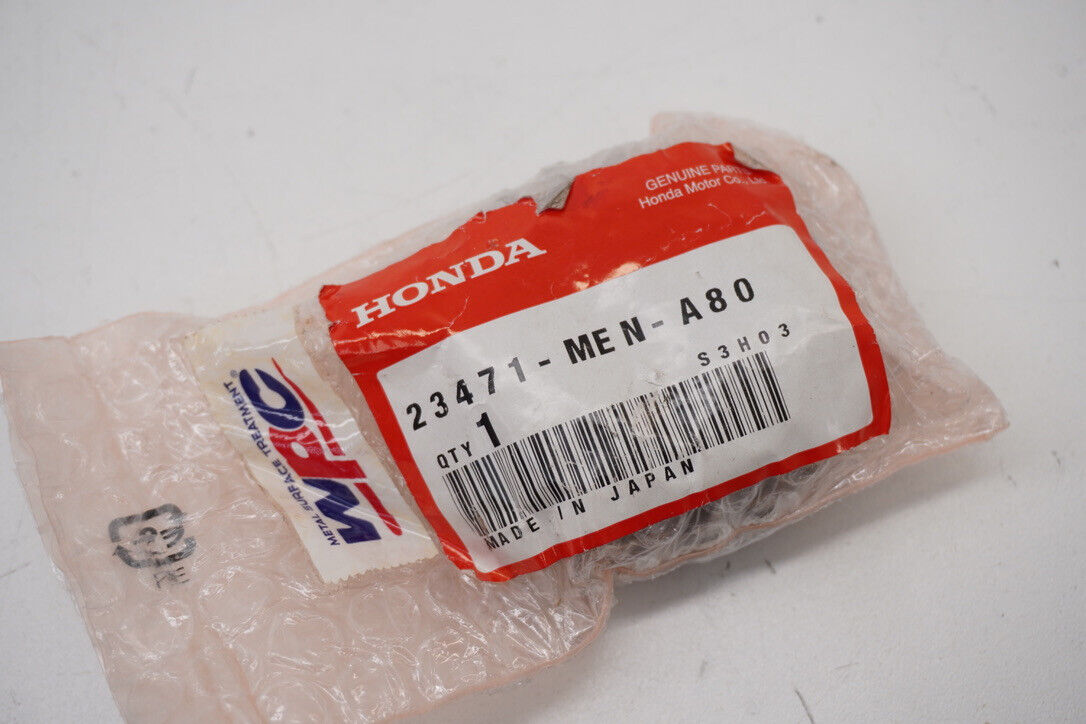 GENUINE PARTS
Honda Motor Co., Ltd.
HONDA
23471-MEN-A80
S3H03
QTY 1
MADE IN JAPAN
WPC
METAL SURFACE TREATMENT®